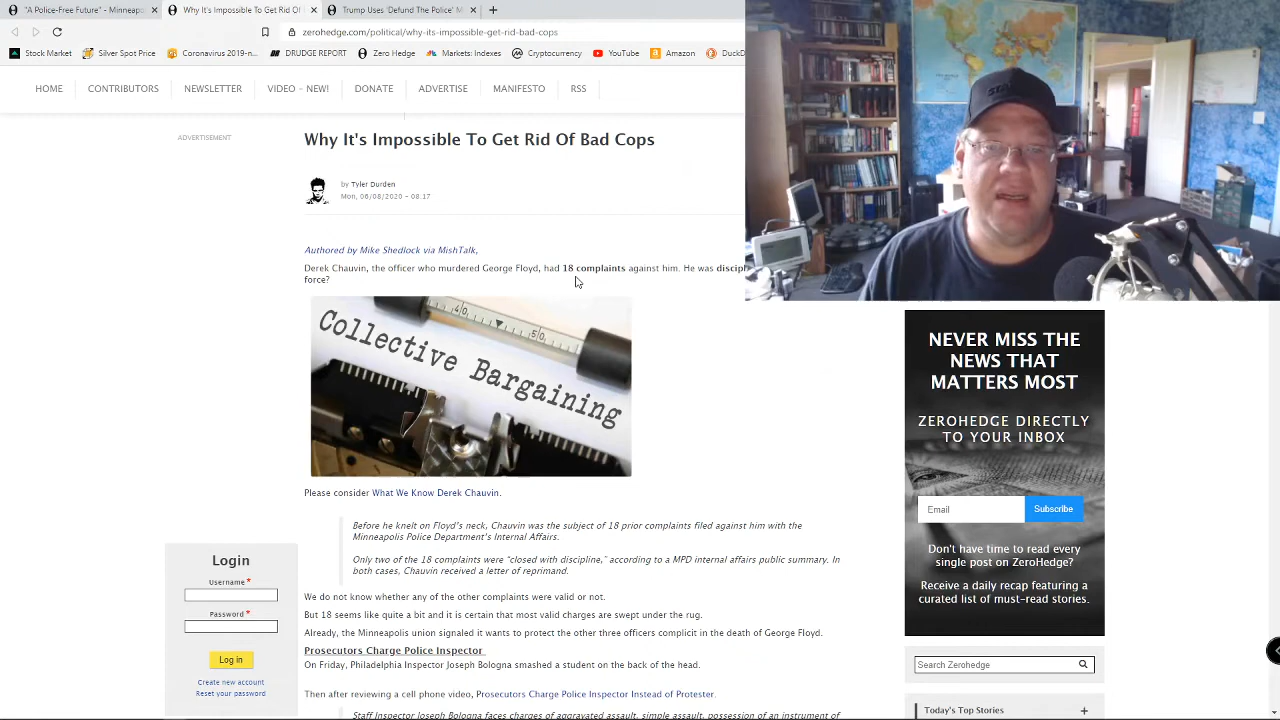 "A Police-Free Future" - Minneapo
Why It's Impossible To Get Rid Of
Trump Uses 'Defund The Police' M
zerohedge.com/political/why-its-impossible-get-rid-bad-cops
Stock Market
Silver Spot Price
Coronavirus 2019-n...
DRUDGE REPORT
Zero Hedge
Markets: Indexes
Cryptocurrency
YouTube
Amazon
DuckD
HOME
CONTRIBUTORS
NEWSLETTER
VIDEO - NEW!
DONATE
ADVERTISE
MANIFESTO
RSS
ADVERTISEMENT
Why It's Impossible To Get Rid Of Bad Cops
by Tyler Durden
Mon, 06/08/2020 - 08:17
Authored by Mike Shedlock via MishTalk,
Derek Chauvin, the officer who murdered George Floyd, had 18 complaints against him. He was discipl
force?
40
50
Collective Bargaining
Please consider What We Know Derek Chauvin.
Before he knelt on Floyd's neck, Chauvin was the subject of 18 prior complaints filed against him with the
Minneapolis Police Department's Internal Affairs.
Only two of the 18 complaints were "closed with discipline," according to a MPD internal affairs public summary. In
both cases, Chauvin received a letter of reprimand.
We do not know whether any of the other complaints were valid or not.
But 18 seems like quite a bit and it is certain that most valid charges are swept under the rug.
Already, the Minneapolis union signaled it wants to protect the other three officers complicit in the death of George Floyd.
Prosecutors Charge Police Inspector
On Friday, Philadelphia Inspector Joseph Bologna smashed a student on the back of the head.
Then after reviewing a cell phone video, Prosecutors Charge Police Inspector Instead of Protester.
Staff Inspector Joseph Bologna faces charges of aggravated assault, simple assault, possession of an instrument of
Login
Username *
Password *
Log in
Create new account
Reset your password
NEVER MISS THE
NEWS THAT
MATTERS MOST
ZEROHEDGE DIRECTLY
TO YOUR INBOX
Email
Subscribe
Don't have time to read every
single post on ZeroHedge?
Receive a daily recap featuring a
curated list of must-read stories.
Search Zerohedge
Today's Top Stories